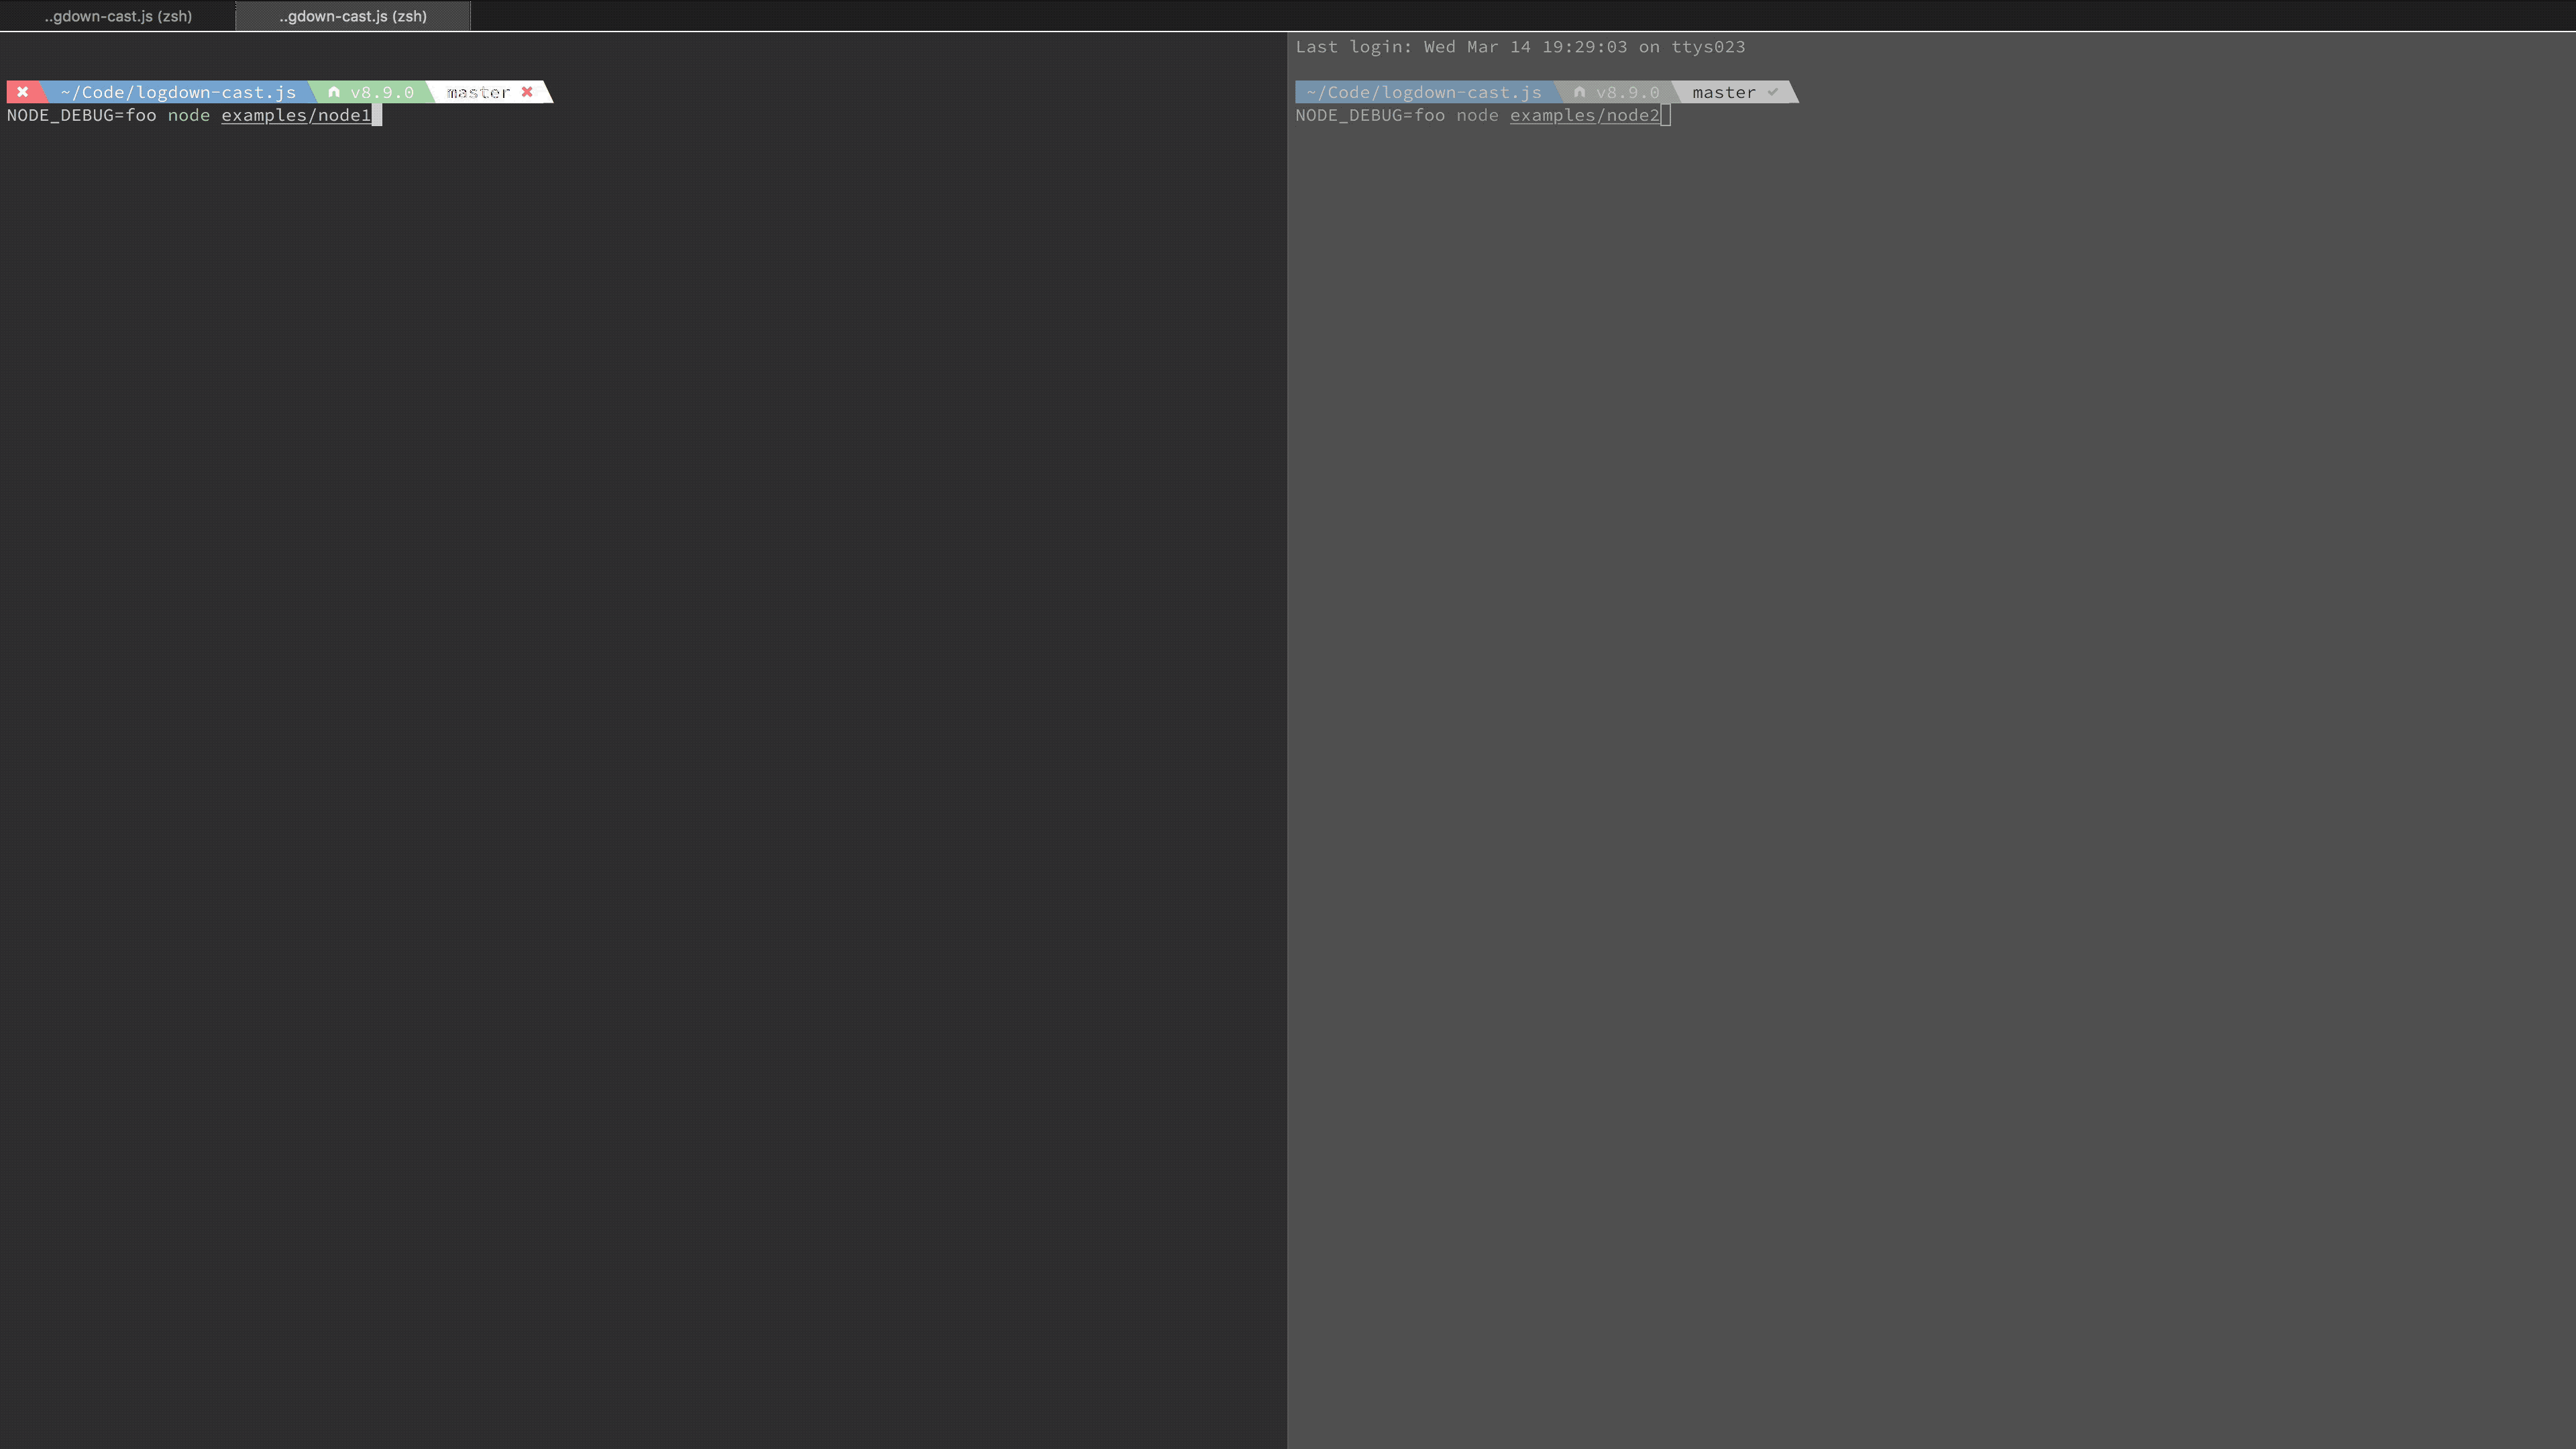 ..gdown-cast.js (zsh)
..gdown-cast.js (zsh)
~/Code/logdown-cast.js v8.9.0 master
NODE_DEBUG=foo node examples/node1
Last login: Wed Mar 14 19:29:03 on ttys023
~/Code/logdown-cast.js v8.9.0 master
NODE_DEBUG=foo node examples/node2